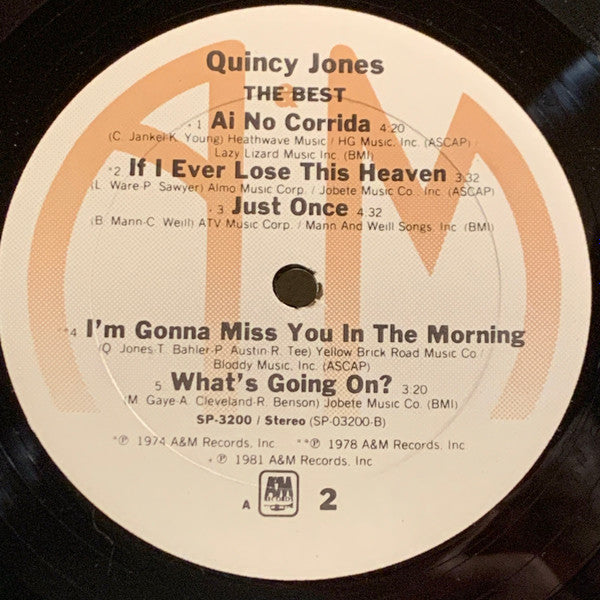 Quincy Jones
THE BEST
+ 1 Ai No Corrida 4:20
(C. Jankel-K. Young) Heathwave Music / HG Music, Inc. (ASCAP) /
Lazy Lizard Music Inc. (BMI)
*2. If I Ever Lose This Heaven 3:32
(L. Ware-P. Sawyer) Almo Music Corp. / Jobete Music Co., Inc. (ASCAP)
+ 3. Just Once 4:32
(B. Mann-C. Weill) ATV Music Corp. / Mann And Weill Songs, Inc. (BMI)
**4 I'm Gonna Miss You In The Morning
(Q. Jones-T. Bahler-P. Austin-R. Tee) Yellow Brick Road Music Co /
Bloddy Music, Inc. (ASCAP)
5 What's Going On? 3:20
(M. Gaye-A. Cleveland-R. Benson) Jobete Music Co. (BMI)
SP-3200 / Stereo (SP-03200-B)
*℗ 1974 A&M Records, Inc. **℗ 1978 A&M Records, Inc.
+ ℗ 1981 A&M Records, Inc
A A&M 2